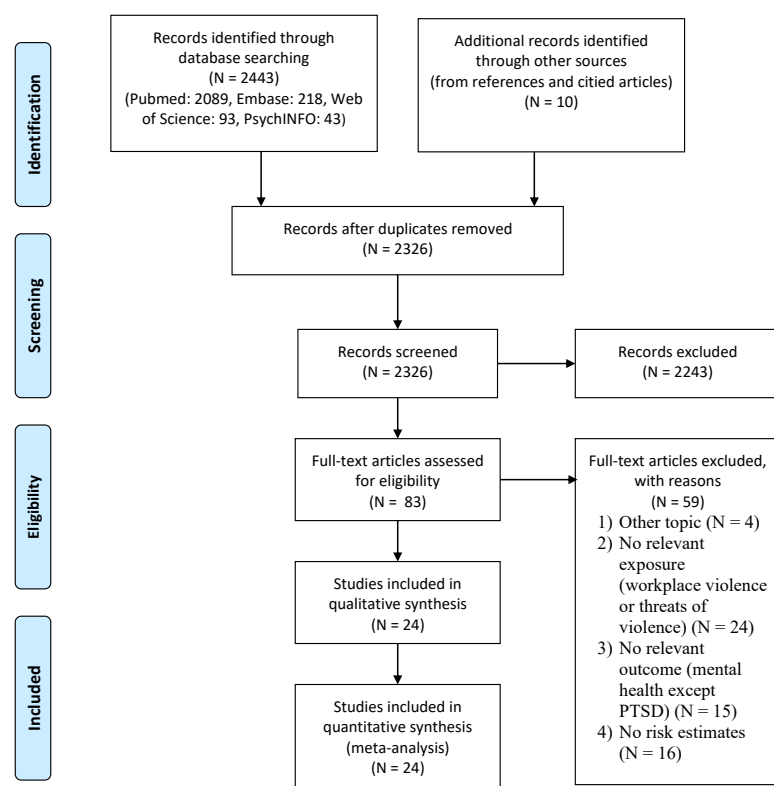 Identification
Records identified through
database searching
(N = 2443)
(Pubmed: 2089, Embase: 218, Web
of Science: 93, PsychINFO: 43)
Additional records identified
through other sources
(from references and citied articles)
(N = 10)
Records after duplicates removed
(N = 2326)
Screening
Records screened
(N = 2326)
Records excluded
(N = 2243)
Eligibility
Full-text articles assessed
for eligibility
(N = 83)
Full-text articles excluded,
with reasons
(N = 59)
1) Other topic (N = 4)
2) No relevant
exposure
(workplace violence
or threats of
violence) (N = 24)
3) No relevant
outcome (mental
health except
PTSD) (N = 15)
4) No risk estimates
(N = 16)
Studies included in
qualitative synthesis
(N = 24)
Included
Studies included in
quantitative synthesis
(meta-analysis)
(N = 24)